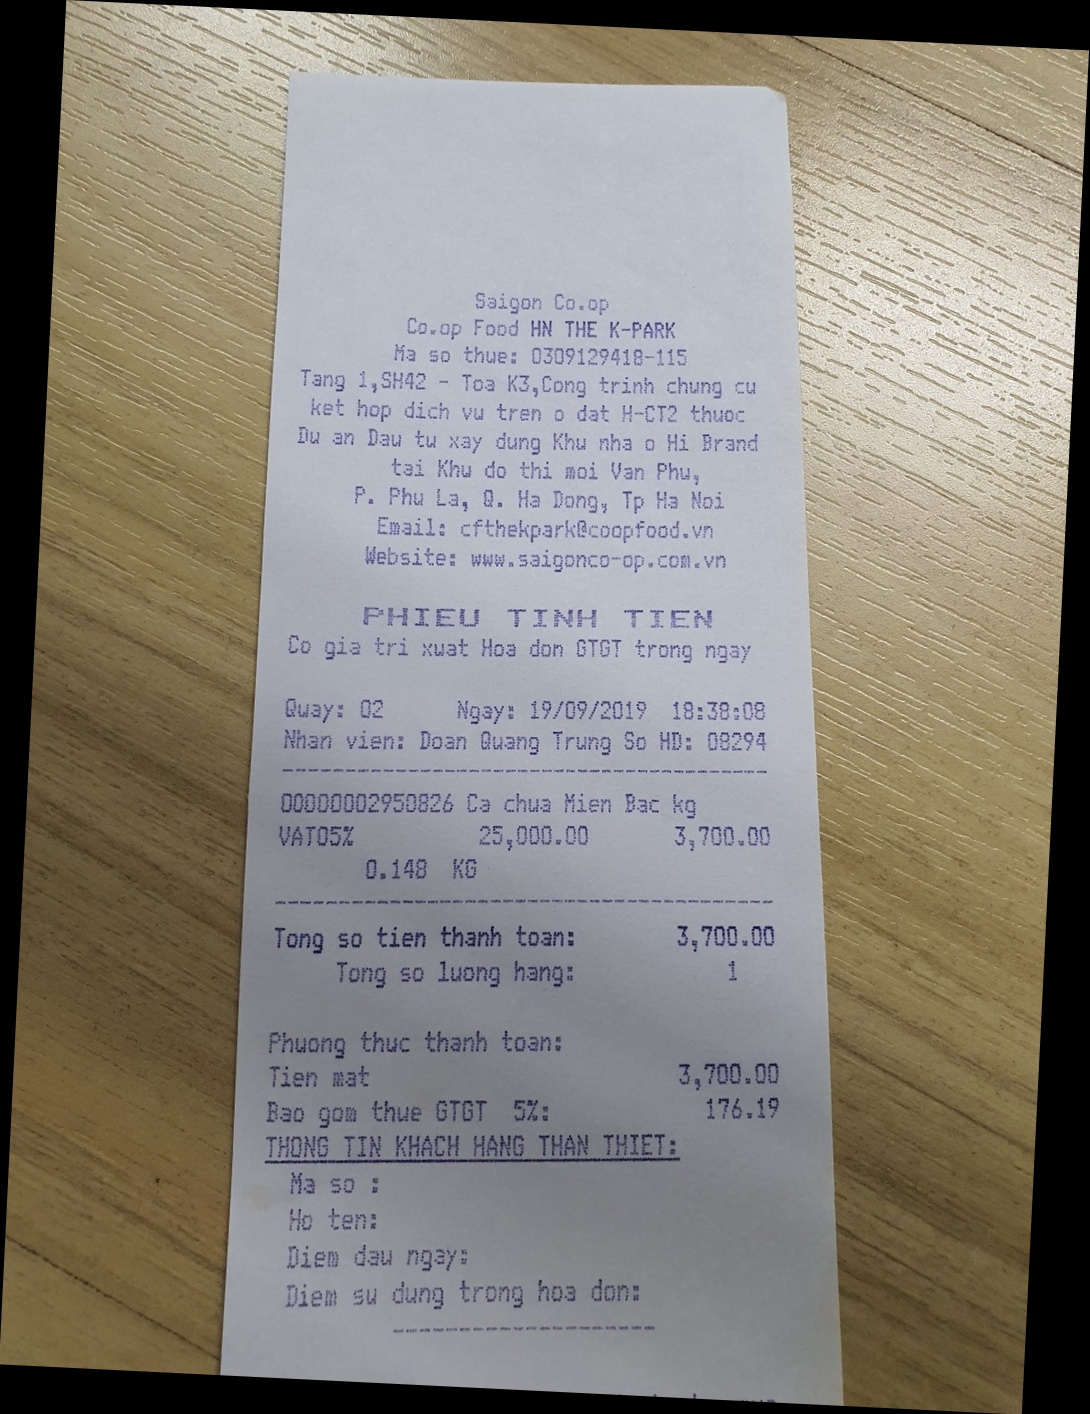 Saigon Co.op
Co.op Food HN THE K-PARK
Ma so thue: 0309129418-115
Tang 1,SH42 - Toa K3,Cong trinh chung cu
ket hop dich vu tren o dat H-CT2 thuoc
Du an Dau tu xay dung Khu nha o Hi Brand
tai Khu do thi moi Van Phu,
P. Phu La, Q. Ha Dong, Tp Ha Noi
Email: cfthekpark@coopfood.vn
Website: www.saigonco-op.com.vn
PHIEU TINH TIEN
Co gia tri xuat Hoa don GTGT trong ngay
Quay: 02 Ngay: 19/09/2019 18:38:08
Nhan vien: Doan Quang Trung So HD: 08294
00000002950826 Ca chua Mien Bac kg
VAT05% 25,000.00 3,700.00
0.148 KG
Tong so tien thanh toan: 3,700.00
Tong so luong hang: 1
Phuong thuc thanh toan:
Tien mat 3,700.00
Bao gom thue GTGT 5%: 176.19
THONG TIN KHACH HANG THAN THIET:
Ma so :
Ho ten:
Diem dau ngay:
Diem su dung trong hoa don: